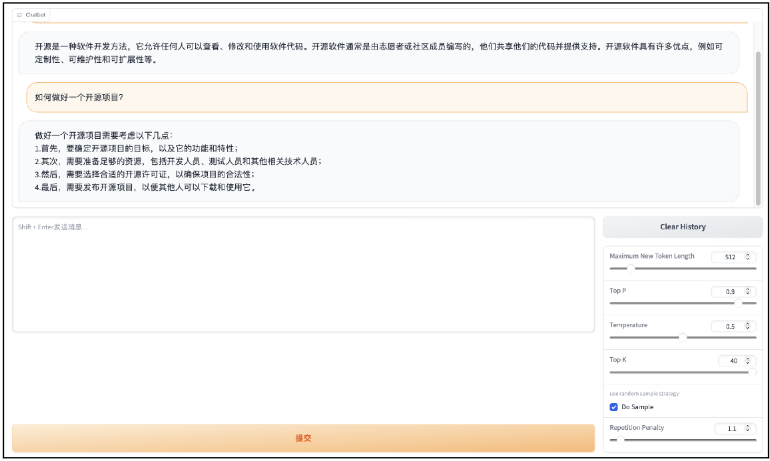 Chatbot
开源是一种软件开发方法，它允许任何人可以查看、修改和使用软件代码。开源软件通常是由志愿者或社区成员编写的，他们共享他们的代码并提供支持。开源软件具有许多优点，例如可
定制性、可维护性和可扩展性等。
如何做好一个开源项目？
做好一个开源项目需要考虑以下几点：
1.首先，要确定开源项目的目标，以及它的功能和特性；
2.其次，需要准备足够的资源，包括开发人员、测试人员和其他相关技术人员；
3.然后，需要选择合适的开源许可证，以确保项目的合法性；
4.最后，需要发布开源项目，以便其他人可以下载和使用它。
Shift + Enter发送消息...
Clear History
Maximum New Token Length 512
Top P 0.9
Temperature 0.5
Top K 40
use random sample strategy
Do Sample
Repetition Penalty 1.1
提交